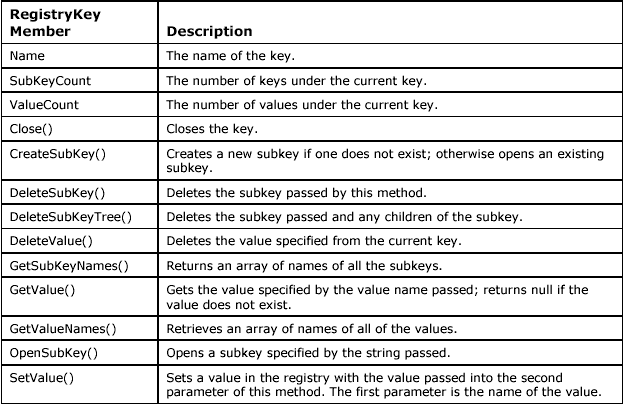 RegistryKey
Member Description
Name The name of the key.
SubKeyCount The number of keys under the current key.
ValueCount The number of values under the current key.
Close() Closes the key.
CreateSubKey() Creates a new subkey if one does not exist; otherwise opens an existing
subkey.
DeleteSubKey() Deletes the subkey passed by this method.
DeleteSubKeyTree() Deletes the subkey passed and any children of the subkey.
DeleteValue() Deletes the value specified from the current key.
GetSubKeyNames() Returns an array of names of all the subkeys.
GetValue() Gets the value specified by the value name passed; returns null if the
value does not exist.
GetValueNames() Retrieves an array of names of all of the values.
OpenSubKey() Opens a subkey specified by the string passed.
SetValue() Sets a value in the registry with the value passed into the second
parameter of this method. The first parameter is the name of the value.